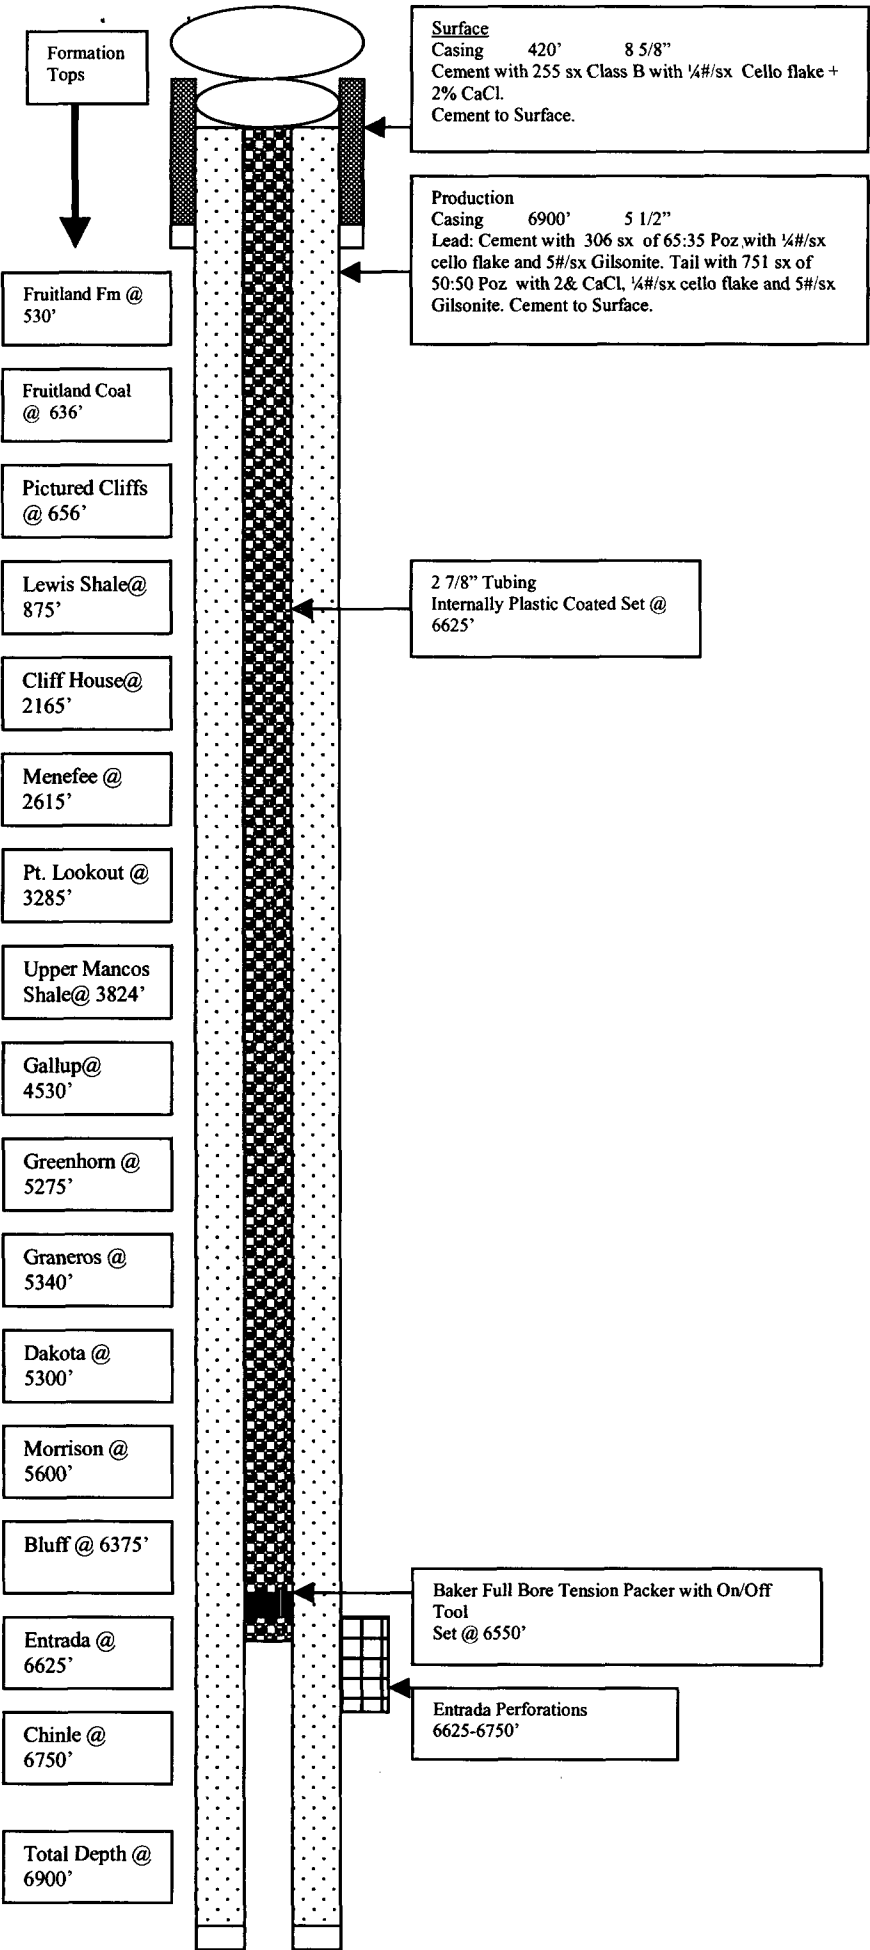 Formation
Tops
Surface
Casing 420’ 8 5/8”
Cement with 255 sx Class B with ¼#/sx Cello flake +
2% CaCl.
Cement to Surface.
Production
Casing 6900’ 5 1/2”
Lead: Cement with 306 sx of 65:35 Poz with ¼#/sx
cello flake and 5#/sx Gilsonite. Tail with 751 sx of
50:50 Poz with 2& CaCl, ¼#/sx cello flake and 5#/sx
Gilsonite. Cement to Surface.
Fruitland Fm @
530’
Fruitland Coal
@ 636’
Pictured Cliffs
@ 656’
Lewis Shale@
875’
2 7/8” Tubing
Internally Plastic Coated Set @
6625’
Cliff House@
2165’
Menefee @
2615’
Pt. Lookout @
3285’
Upper Mancos
Shale@ 3824’
Gallup@
4530’
Greenhorn @
5275’
Graneros @
5340’
Dakota @
5300’
Morrison @
5600’
Bluff @ 6375’
Baker Full Bore Tension Packer with On/Off
Tool
Set @ 6550’
Entrada @
6625’
Entrada Perforations
6625-6750’
Chinle @
6750’
Total Depth @
6900’